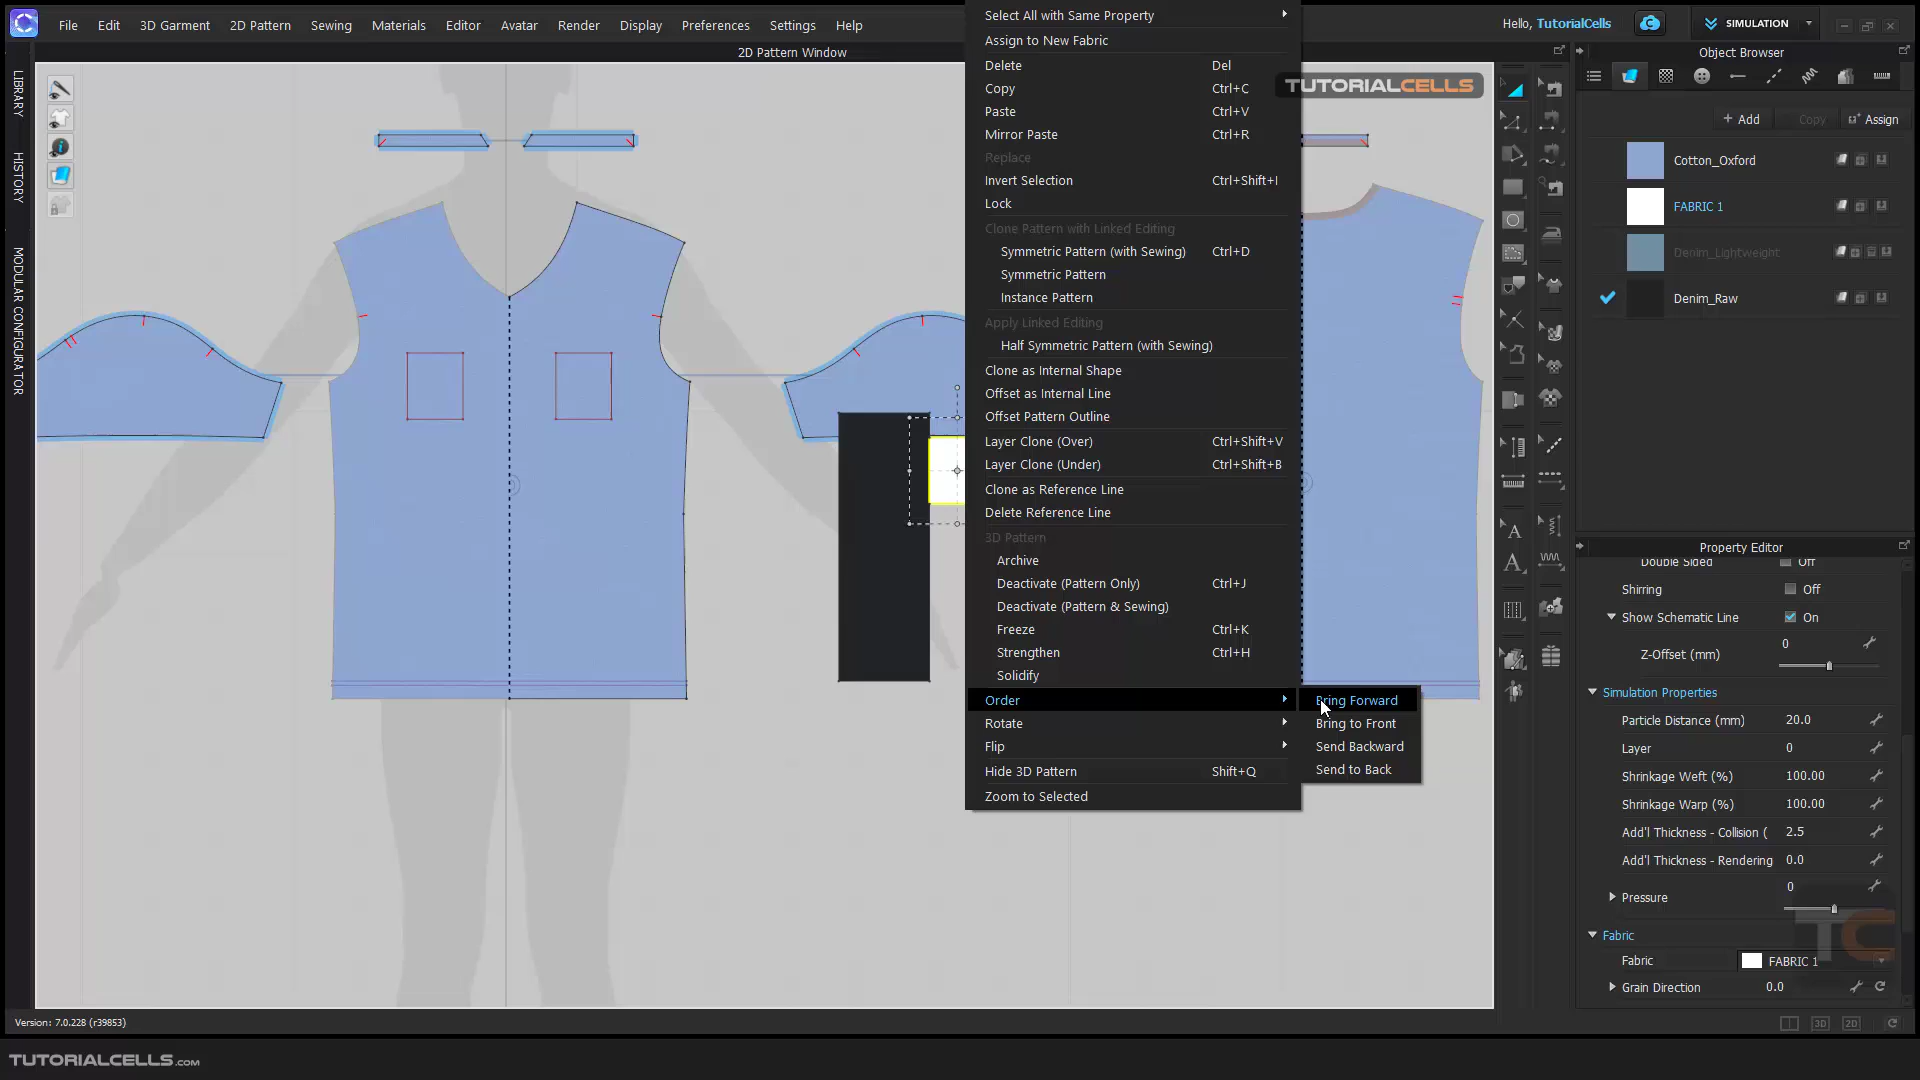 File Edit 3D Garment 2D Pattern Sewing Materials Editor Avatar Render Display Preferences Settings Help
Hello, TutorialCells
SIMULATION
2D Pattern Window
LIBRARY
HISTORY
MODULAR CONFIGURATOR
TUTORIALCELLS
Select All with Same Property
Assign to New Fabric
Delete Del
Copy Ctrl+C
Paste Ctrl+V
Mirror Paste Ctrl+R
Replace
Invert Selection Ctrl+Shift+I
Lock
Clone Pattern with Linked Editing
Symmetric Pattern (with Sewing) Ctrl+D
Symmetric Pattern
Instance Pattern
Apply Linked Editing
Half Symmetric Pattern (with Sewing)
Clone as Internal Shape
Offset as Internal Line
Offset Pattern Outline
Layer Clone (Over) Ctrl+Shift+V
Layer Clone (Under) Ctrl+Shift+B
Clone as Reference Line
Delete Reference Line
3D Pattern
Archive
Deactivate (Pattern Only) Ctrl+J
Deactivate (Pattern & Sewing)
Freeze Ctrl+K
Strengthen Ctrl+H
Solidify
Order
Rotate
Flip
Hide 3D Pattern Shift+Q
Zoom to Selected
Bring Forward
Bring to Front
Send Backward
Send to Back
Object Browser
+ Add Copy Assign
Cotton_Oxford
FABRIC 1
Denim_Lightweight
Denim_Raw
Property Editor
Double Sided Off
Shirring Off
Show Schematic Line On
Z-Offset (mm) 0
Simulation Properties
Particle Distance (mm) 20.0
Layer 0
Shrinkage Weft (%) 100.00
Shrinkage Warp (%) 100.00
Add'l Thickness - Collision ( 2.5
Add'l Thickness - Rendering 0.0
Pressure 0
TC
Fabric
Fabric FABRIC 1
Grain Direction 0.0
3D 2D
Version: 7.0.228 (r39853)
TUTORIALCELLS.com